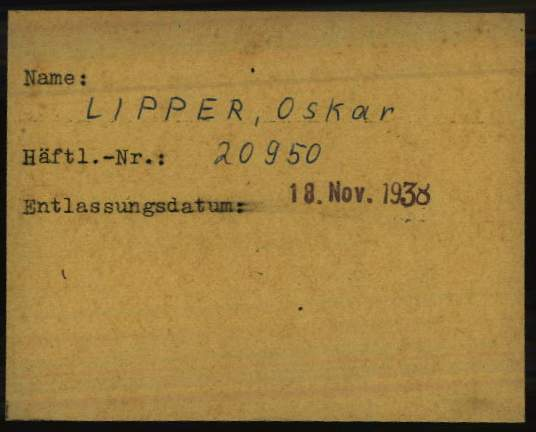 Name:
LIPPER, Oskar
Häftl.-Nr.: 20950
Entlassungsdatum: 18. Nov. 1938